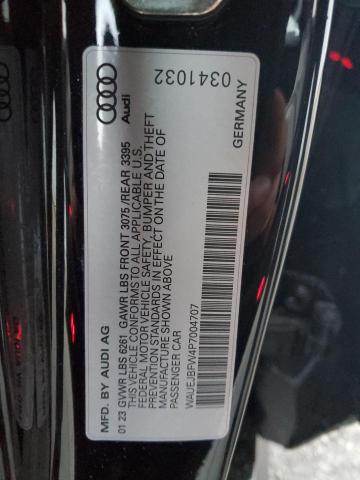 Audi
0341032
GERMANY
MFD. BY AUDI AG
01 23 GVWR LBS 6261 GAWR LBS FRONT 3075 /REAR 3395
THIS VEHICLE CONFORMS TO ALL APPLICABLE U.S.
FEDERAL MOTOR VEHICLE SAFETY, BUMPER AND THEFT
PREVENTION STANDARDS IN EFFECT ON THE DATE OF
MANUFACTURE SHOWN ABOVE
PASSENGER CAR
WAUEJBFW4P7004707